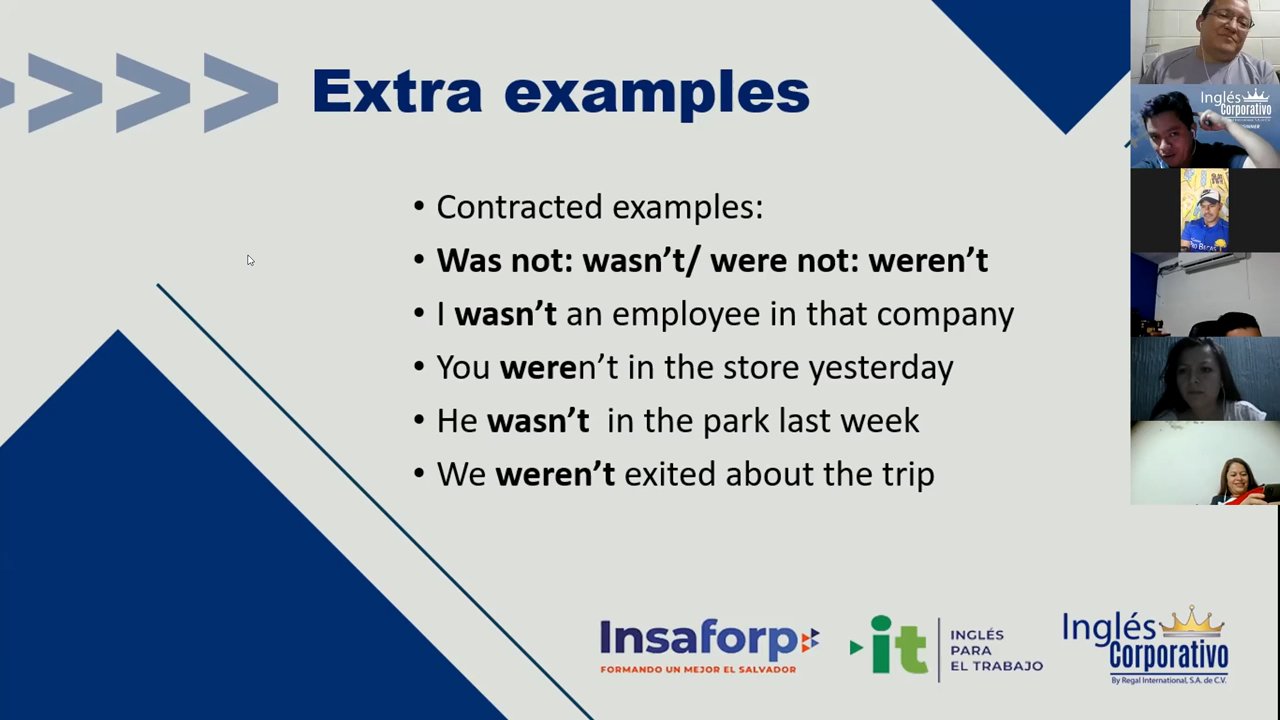 Extra examples
• Contracted examples:
• Was not: wasn't/ were not: weren't
• I wasn't an employee in that company
• You weren't in the store yesterday
• He wasn't in the park last week
• We weren't exited about the trip
Insaforp
FORMANDO UN MEJOR EL SALVADOR
it
INGLÉS
PARA
EL TRABAJO
Inglés
Corporativo
By Regal International, S.A. de C.V.
Inglés
Corporativo